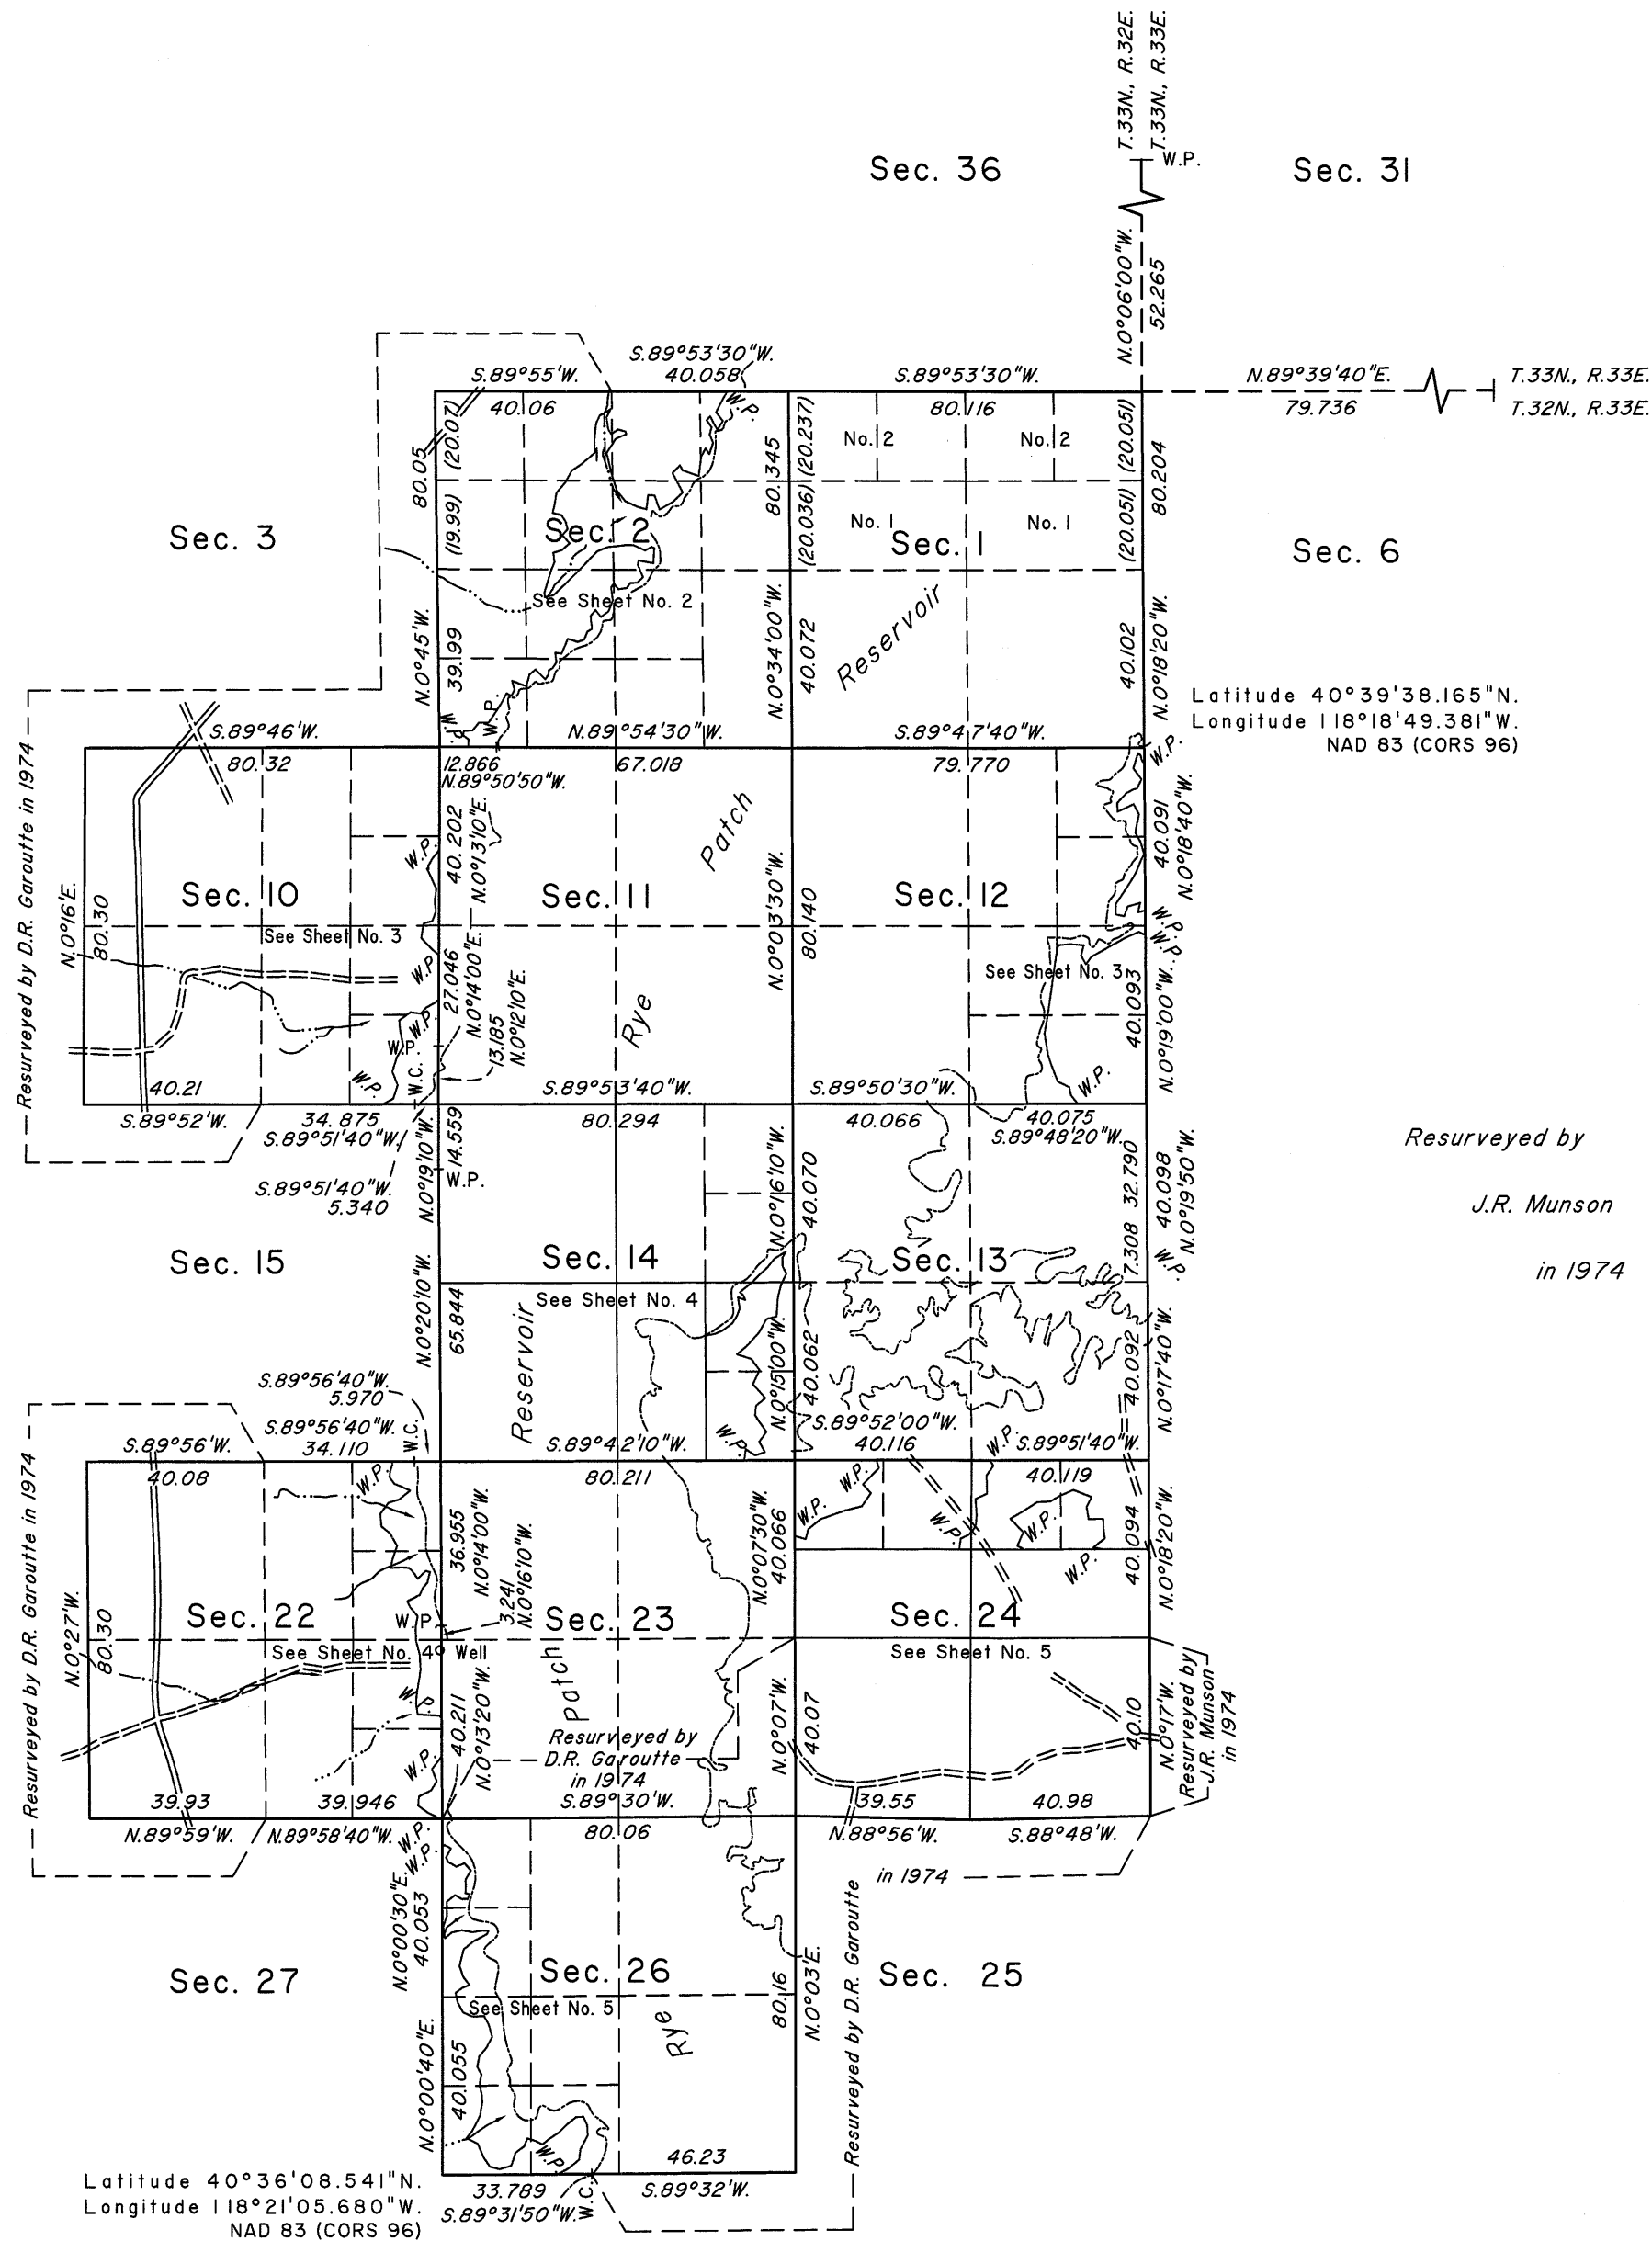 T.33N., R.32E.
T.33N., R.33E.
W.P.
Sec. 36
Sec. 31
N.0°06'00"W.
52.265
S.89°55'W.
40.106
S.89°53'30"W.
40.058
W.P.
S.89°53'30"W.
80.116
N.89°39'40"E.
79.736
T.33N., R.33E.
T.32N., R.33E.
80.05
(20.07)
80.345
(20.237)
No. 2
No. 2
(20.051)
80.204
(19.99)
(20.036)
No. 1
No. 1
(20.051)
Sec. 3
Sec. 2
Sec. 1
Sec. 6
See Sheet No. 2
N.0°45'W.
39.99
N.0°34'00"W.
40.072
Reservoir
40.102
N.0°18'20"W.
Latitude 40°39'38.165"N.
Longitude 118°18'49.381"W.
NAD 83 (CORS 96)
W.P.
W.P.
S.89°46'W.
80.32
N.89°54'30"W.
12.866
67.018
N.89°50'50"W.
S.89°47'40"W.
79.770
W.P.
Resurveyed by D.R. Garoutte in 1974
40.202
N.0°13'10"E.
Patch
40.091
N.0°18'40"W.
W.P.
N.0°16'E.
80.30
Sec. 10
Sec. 11
N.0°03'30"W.
80.140
Sec. 12
W.P.
W.P.
See Sheet No. 3
See Sheet No. 3
W.P.
27.046
N.0°14'00"E.
13.185
N.0°12'10"E.
Rye
40.093
N.0°19'00"W.
W.P.
W.P.
W.P.
W.C.
W.P.
40.21
S.89°52'W.
34.875
S.89°51'40"W.
S.89°53'40"W.
80.294
S.89°50'30"W.
40.066
40.075
S.89°48'20"W.
S.89°51'40"W.
5.340
N.0°19'10"W.
14.559
W.P.
N.0°16'10"W.
40.070
32.790
7.308
40.098
N.0°19'50"W.
W.P.
Resurveyed by
J.R. Munson
in 1974
Sec. 15
Sec. 14
Sec. 13
See Sheet No. 4
N.0°20'10"W.
65.844
Reservoir
N.0°15'00"W.
40.062
40.092
N.0°17'40"W.
S.89°56'40"W.
5.970
S.89°56'W.
40.08
S.89°56'40"W.
34.110
W.C.
S.89°42'10"W.
80.211
W.P.
S.89°52'00"W.
40.116
W.P.
S.89°51'40"W.
40.119
Resurveyed by D.R. Garoutte in 1974
W.P.
36.955
N.0°14'00"W.
3.241
N.0°16'10"W.
N.0°07'30"W.
40.066
W.P.
W.P.
W.P.
W.P.
W.P.
40.094
N.0°18'20"W.
N.0°27'W.
80.30
Sec. 22
W.P.
Sec. 23
Sec. 24
See Sheet No. 4
Well
See Sheet No. 5
W.P.
40.211
N.0°13'20"W.
Patch
Resurveyed by
D.R. Garoutte
in 1974
N.0°07'W.
40.07
40.10
N.0°17'W.
Resurveyed by
J.R. Munson
in 1974
W.P.
39.93
N.89°59'W.
39.946
N.89°58'40"W.
S.89°30'W.
80.06
39.55
N.88°56'W.
40.98
S.88°48'W.
W.P.
W.P.
Resurveyed by D.R. Garoutte
in 1974
N.0°00'30"E.
40.053
Sec. 27
Sec. 26
Sec. 25
See Sheet No. 5
80.16
N.0°03'E.
Rye
N.0°00'40"E.
40.055
W.P.
W.C.
46.23
S.89°32'W.
33.789
S.89°31'50"W.
Latitude 40°36'08.541"N.
Longitude 118°21'05.680"W.
NAD 83 (CORS 96)